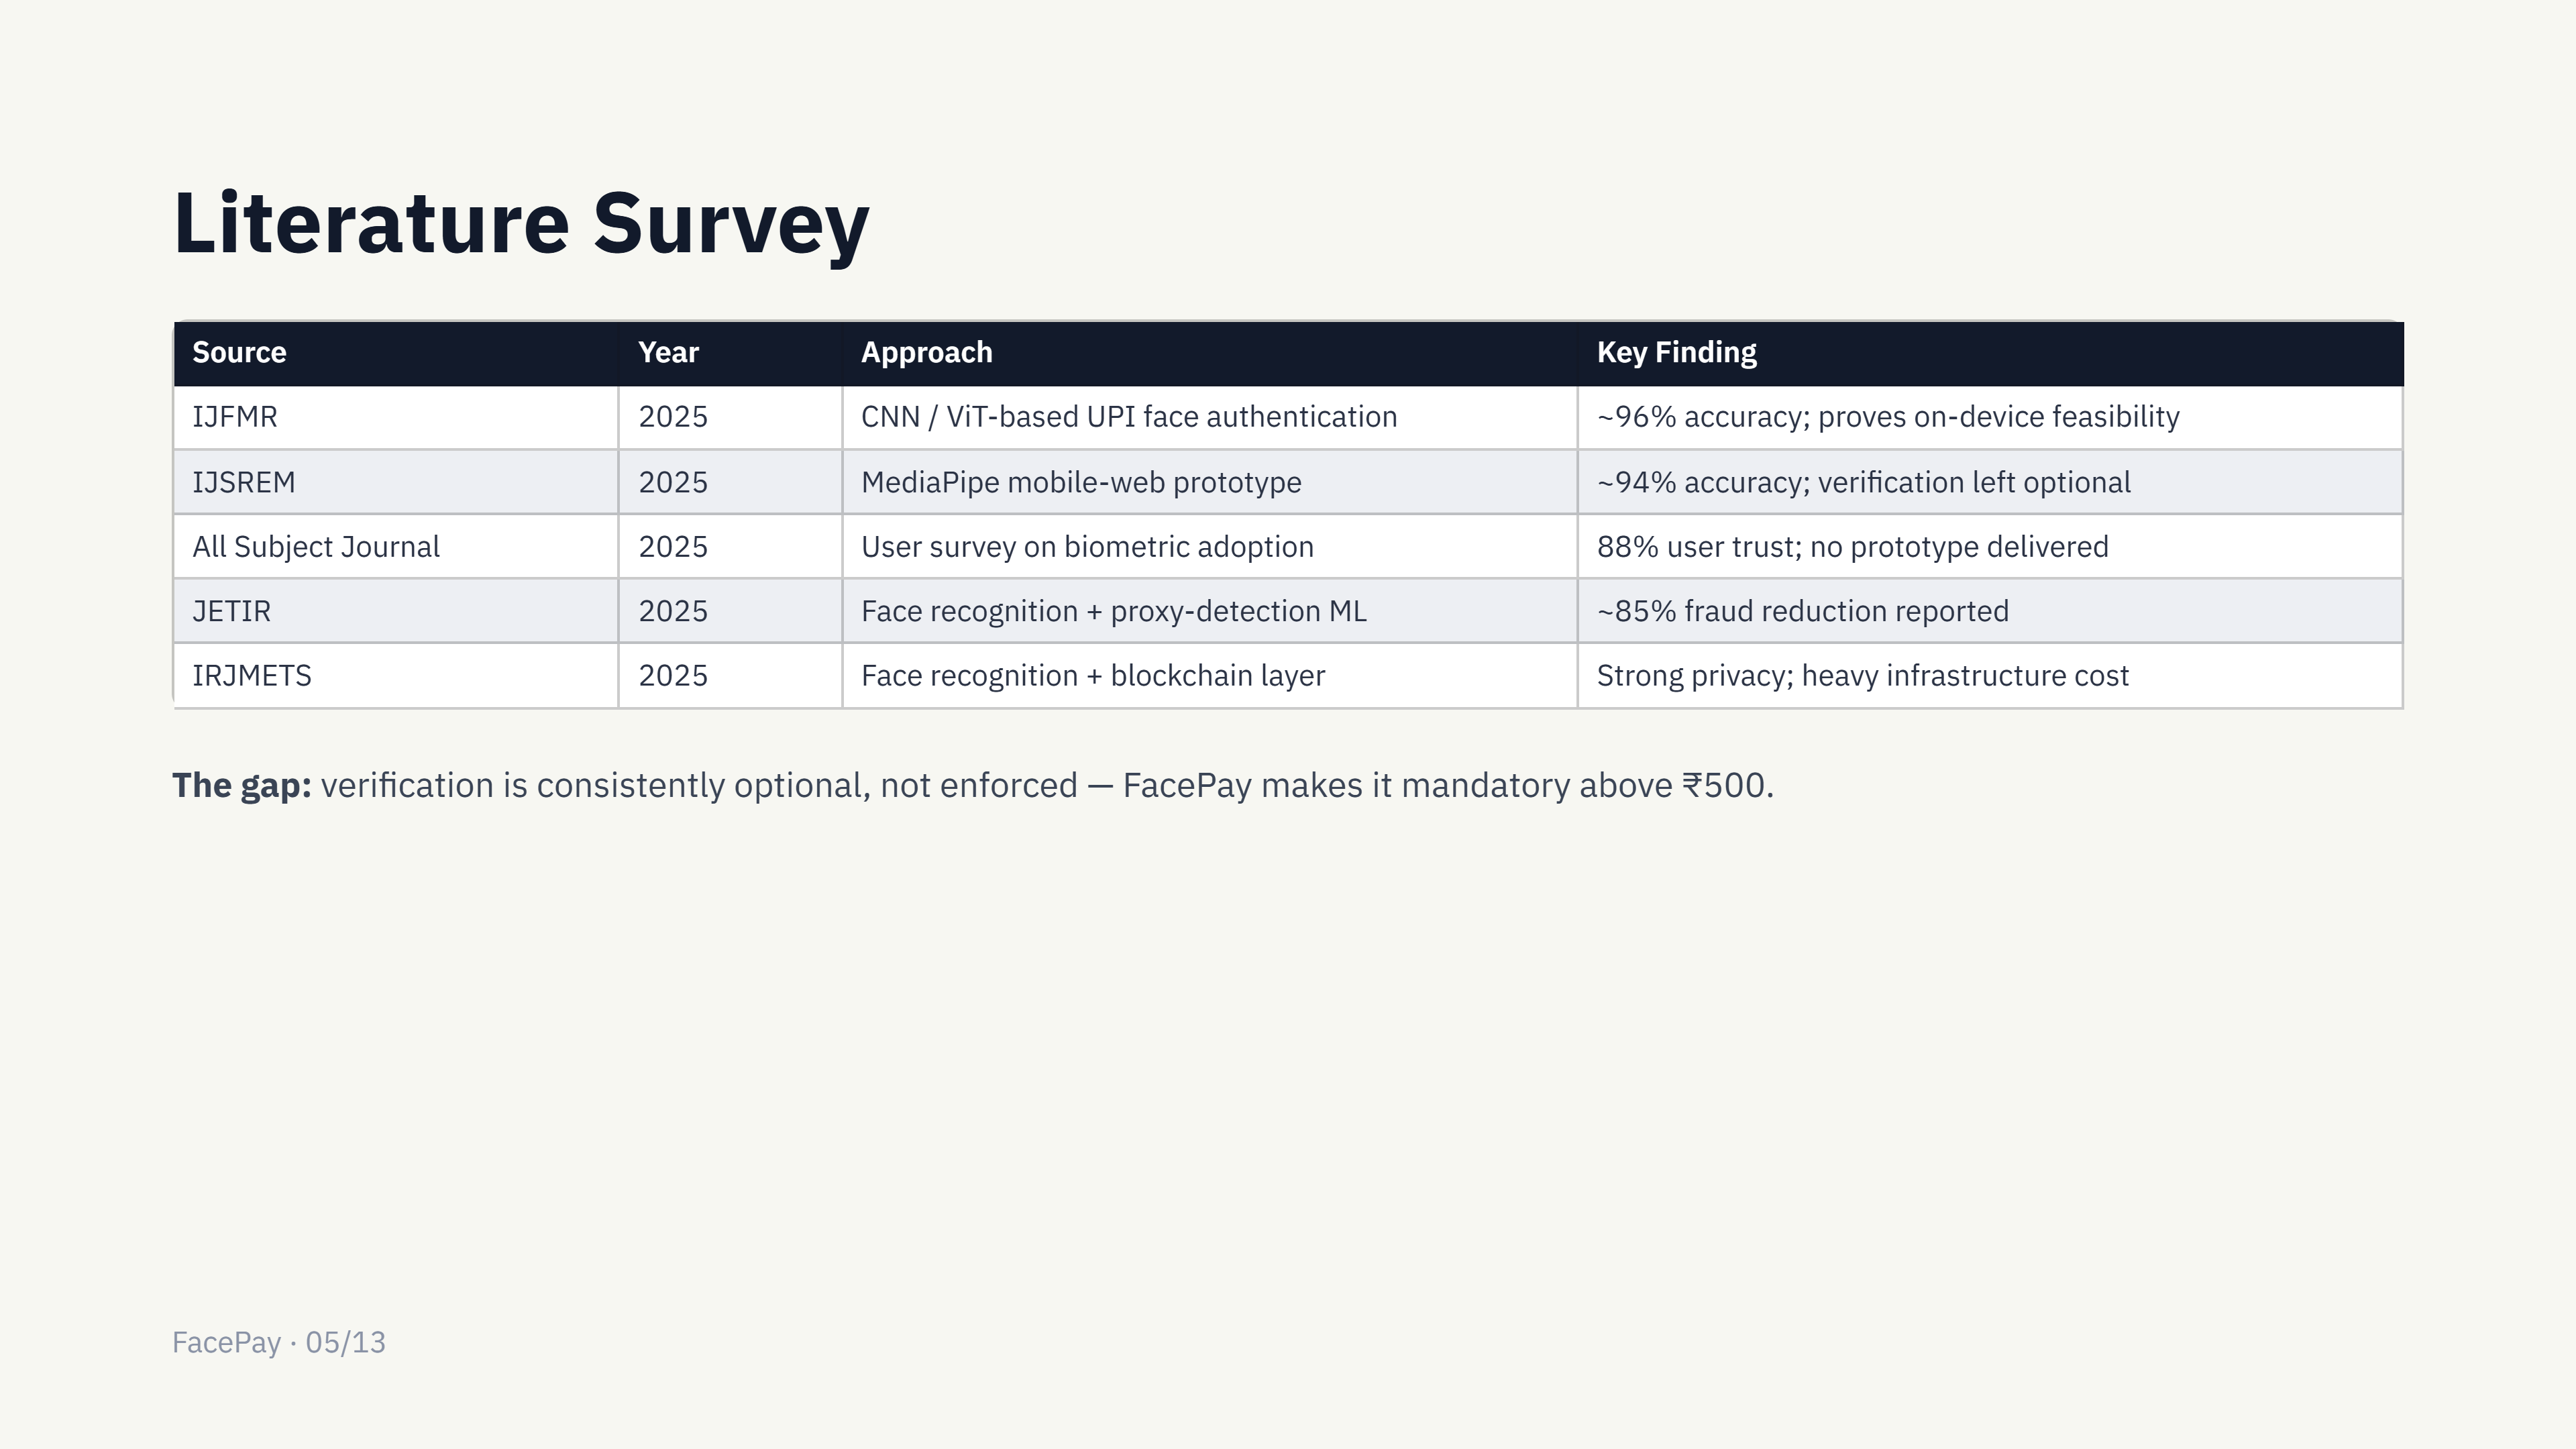 Literature Survey
Source Year Approach Key Finding
IJFMR 2025 CNN / ViT-based UPI face authentication ~96% accuracy; proves on-device feasibility
IJSREM 2025 MediaPipe mobile-web prototype ~94% accuracy; verification left optional
All Subject Journal 2025 User survey on biometric adoption 88% user trust; no prototype delivered
JETIR 2025 Face recognition + proxy-detection ML ~85% fraud reduction reported
IRJMETS 2025 Face recognition + blockchain layer Strong privacy; heavy infrastructure cost
The gap: verification is consistently optional, not enforced — FacePay makes it mandatory above ₹500.
FacePay · 05/13